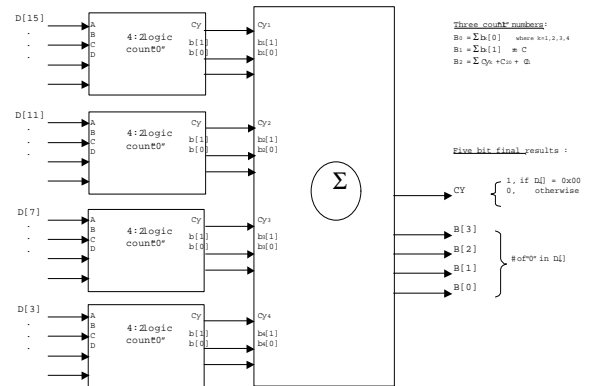 D[15]
.
.
.
A
B
C
D
4:2logic
count"0"
Cy
b[1]
b[0]
Cy1
b1[1]
b1[0]
D[11]
.
.
.
A
B
C
D
4:2logic
count"0"
Cy
b[1]
b[0]
Cy2
b2[1]
b2[0]
D[7]
.
.
.
A
B
C
D
4:2logic
count"0"
Cy
b[1]
b[0]
Cy3
b3[1]
b3[0]
D[3]
.
.
.
A
B
C
D
4:2logic
count"0"
Cy
b[1]
b[0]
Cy4
b4[1]
b4[0]
Σ
Three count"1" numbers:
B0 = Σ bk[0] where k=1,2,3,4
B1 = Σ bk[1] C
B2 = Σ Cyk +C20 +
Five bit final results :
CY
1, if D[] = 0x00
0, otherwise
B[3]
B[2]
B[1]
B[0]
# of "0" in D[]